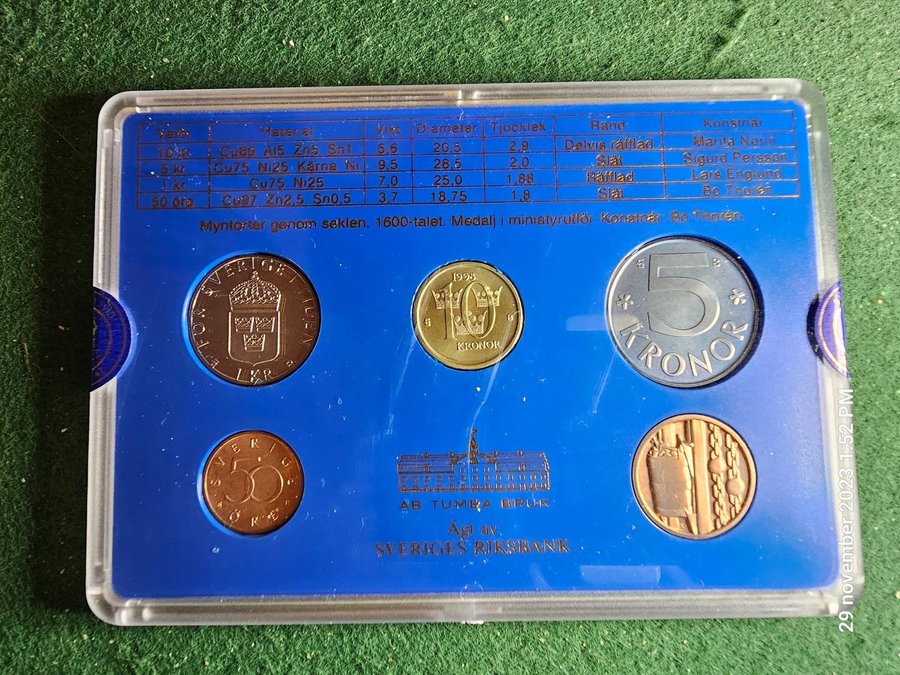 Valör Material Vikt Diameter Tjocklek Rand Konstnär
10 kr Cu89 Al5 Zn5 Sn1 6,6 20,5 2,9 Delvis räfflad Marita Norin
5 kr Cu75 Ni25 Kärna Ni 9,5 28,5 2,0 Slät Sigurd Persson
1 kr Cu75 Ni25 7,0 25,0 1,88 Räfflad Lars Englund
50 öre Cu97 Zn2,5 Sn0,5 3,7 18,75 1,8 Slät Bo Thorén
Myntorter genom seklen. 1600-talet. Medalj i miniatyrutför. Konstnär: Bo Thorén.
FÖR SVERIGE I TIDEN
1 KR
1995
10
KRONOR
5
KRONOR
SVERIGE
50
ÖRE
AB TUMBA BRUK
Ägt av
SVERIGES RIKSBANK
29 november 2023 1:52 PM